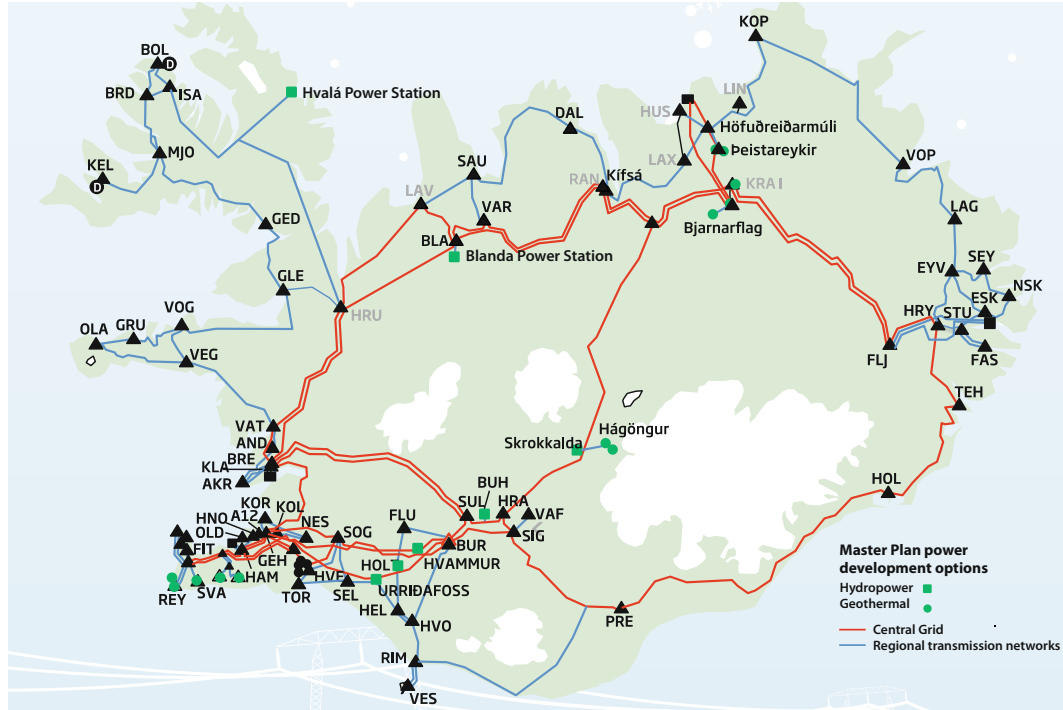 KOP
BOL
D
ISA
BRD
Hvalá Power Station
LIN
HUS
DAL
Höfuðreiðarmúli
MJO
Þeistareykir
KEL
D
LAX
VOP
SAU
RAN
Kífsá
KRA I
LAV
VAR
GED
BLA
Bjarnarflag
LAG
Blanda Power Station
EYV
SEY
GLE
NSK
ESK
HRU
HRY
STU
VOG
OLA
GRU
VEG
FLJ
FAS
TEH
VAT
AND
Hágöngur
Skrokkalda
BRE
KLA
AKR
HOL
BUH
KOR
KOL
SUL
HRA
A12
NES
SOG
FLU
VAF
HNO
OLD
SIG
FIT
GEH
BUR
HVAMMUR
HAM
HVE
HOLT
REY
SVA
TOR
SEL
URRIÐAFOSS
HEL
HVO
PRE
RIM
VES
Master Plan power
development options
Hydropower
Geothermal
Central Grid
Regional transmission networks